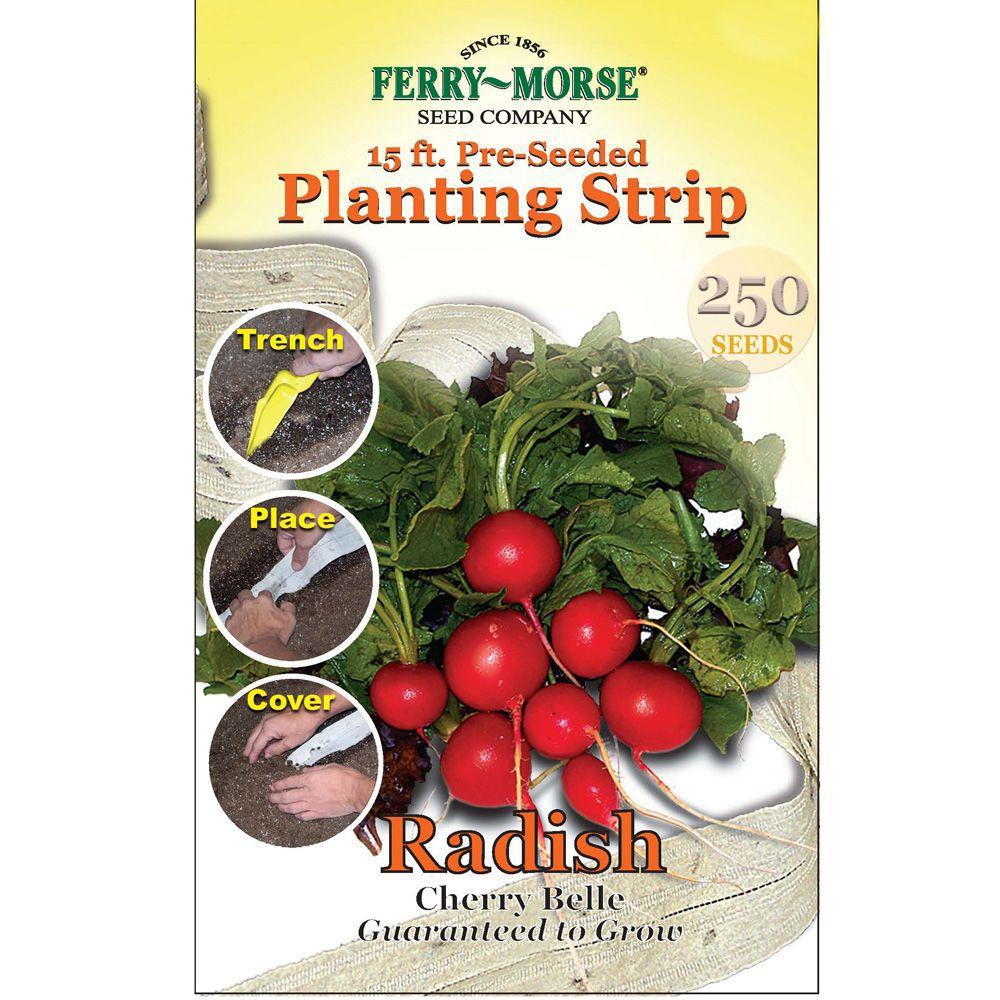 SINCE 1856
FERRY~MORSE®
SEED COMPANY
15 ft. Pre-Seeded
Planting Strip
250
SEEDS
Trench
Place
Cover
Radish
Cherry Belle
Guaranteed to Grow